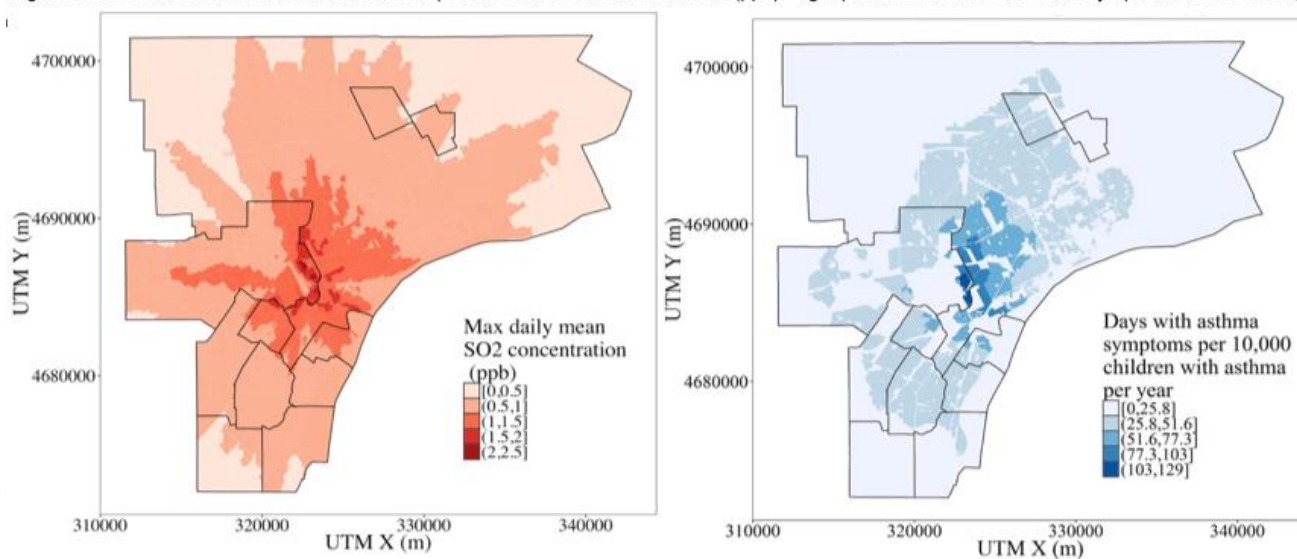 4700000
4690000
4680000
UTM Y (m)
310000 320000 330000 340000
UTM X (m)
Max daily mean
SO2 concentration
(ppb)
[0,0.5]
(0.5,1]
(1,1.5]
(1.5,2]
(2,2.5]
4700000
4690000
4680000
UTM Y (m)
310000 320000 330000 340000
UTM X (m)
Days with asthma
symptoms per 10,000
children with asthma
per year
[0,25.8]
(25.8,51.6]
(51.6,77.3]
(77.3,103]
(103,129]